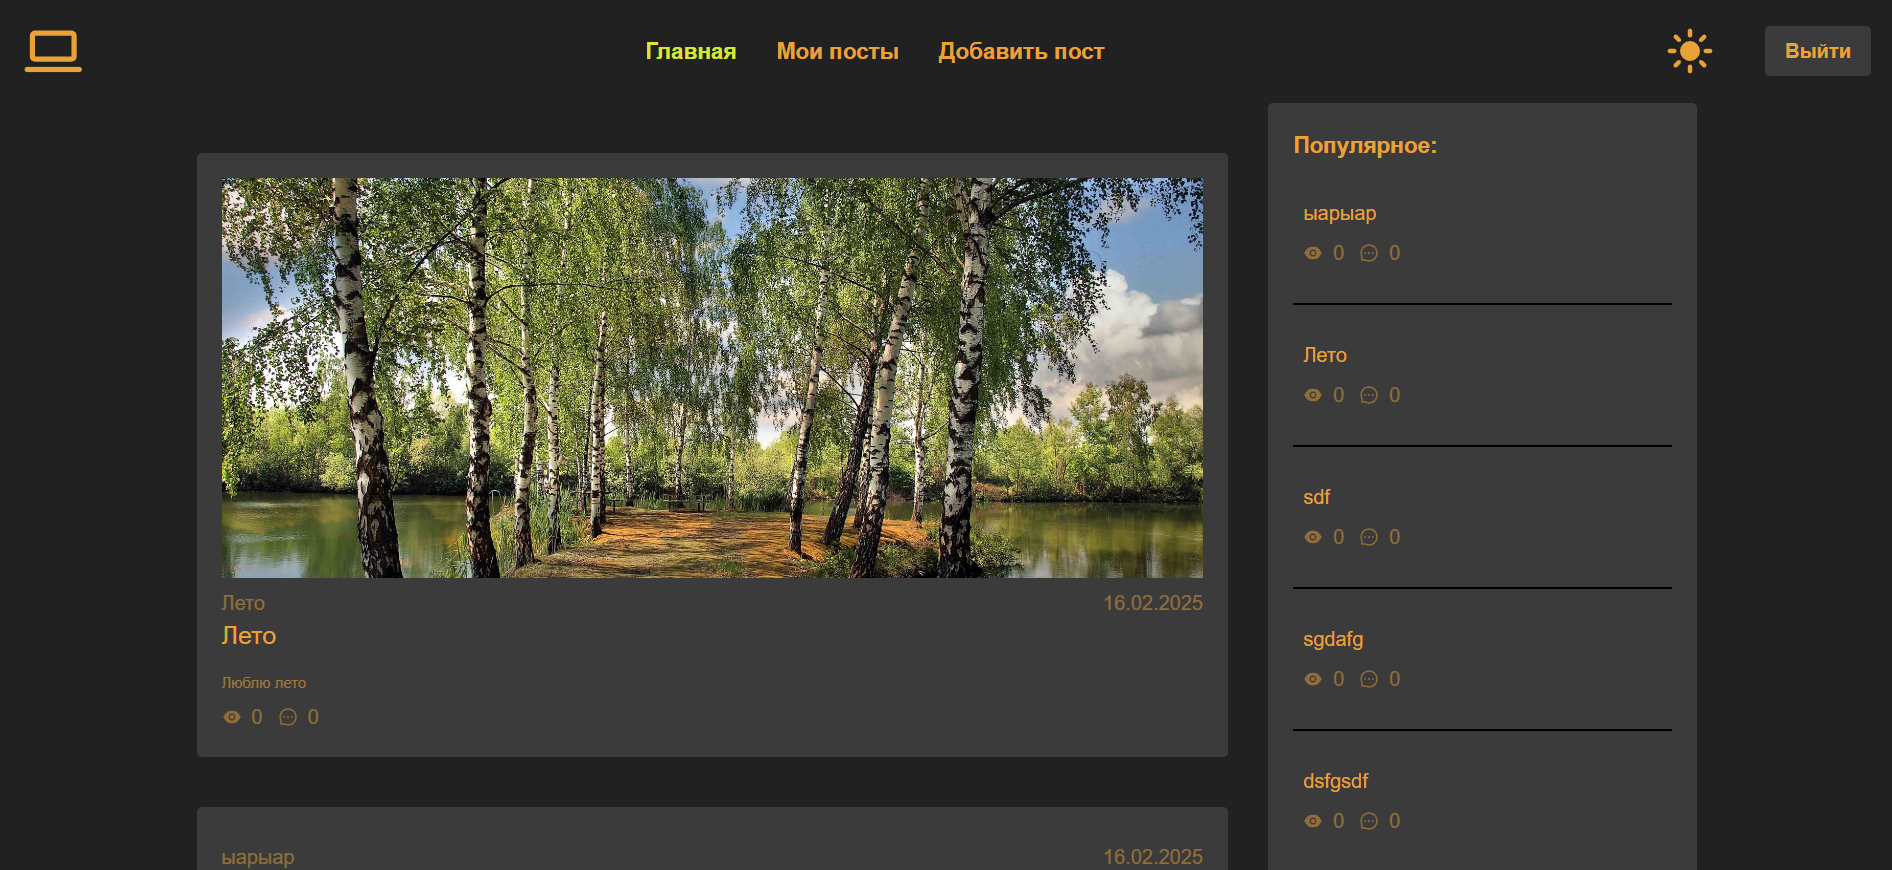 Главная Мои посты Добавить пост Выйти
Лето 16.02.2025
Лето
Люблю лето
0 0
ыарыар 16.02.2025
Популярное:
ыарыар
0 0
Лето
0 0
sdf
0 0
sgdafg
0 0
dsfgsdf
0 0